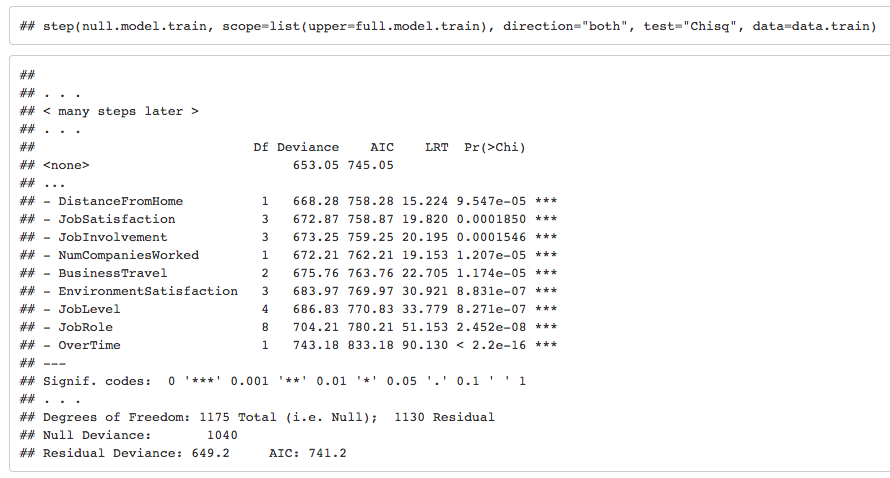 ## step(null.model.train, scope=list(upper=full.model.train), direction="both", test="Chisq", data=data.train)
##
## . . .
## < many steps later >
## . . .
##                            Df Deviance    AIC    LRT  Pr(>Chi)
## <none>                          653.05 745.05
## ...
## - DistanceFromHome          1   668.28 758.28 15.224 9.547e-05 ***
## - JobSatisfaction           3   672.87 758.87 19.820 0.0001850 ***
## - JobInvolvement            3   673.25 759.25 20.195 0.0001546 ***
## - NumCompaniesWorked        1   672.21 762.21 19.153 1.207e-05 ***
## - BusinessTravel            2   675.76 763.76 22.705 1.174e-05 ***
## - EnvironmentSatisfaction   3   683.97 769.97 30.921 8.831e-07 ***
## - JobLevel                  4   686.83 770.83 33.779 8.271e-07 ***
## - JobRole                   8   704.21 780.21 51.153 2.452e-08 ***
## - OverTime                  1   743.18 833.18 90.130 < 2.2e-16 ***
## ---
## Signif. codes:  0 '***' 0.001 '**' 0.01 '*' 0.05 '.' 0.1 ' ' 1
## . . .
## Degrees of Freedom: 1175 Total (i.e. Null);  1130 Residual
## Null Deviance:       1040
## Residual Deviance: 649.2     AIC: 741.2